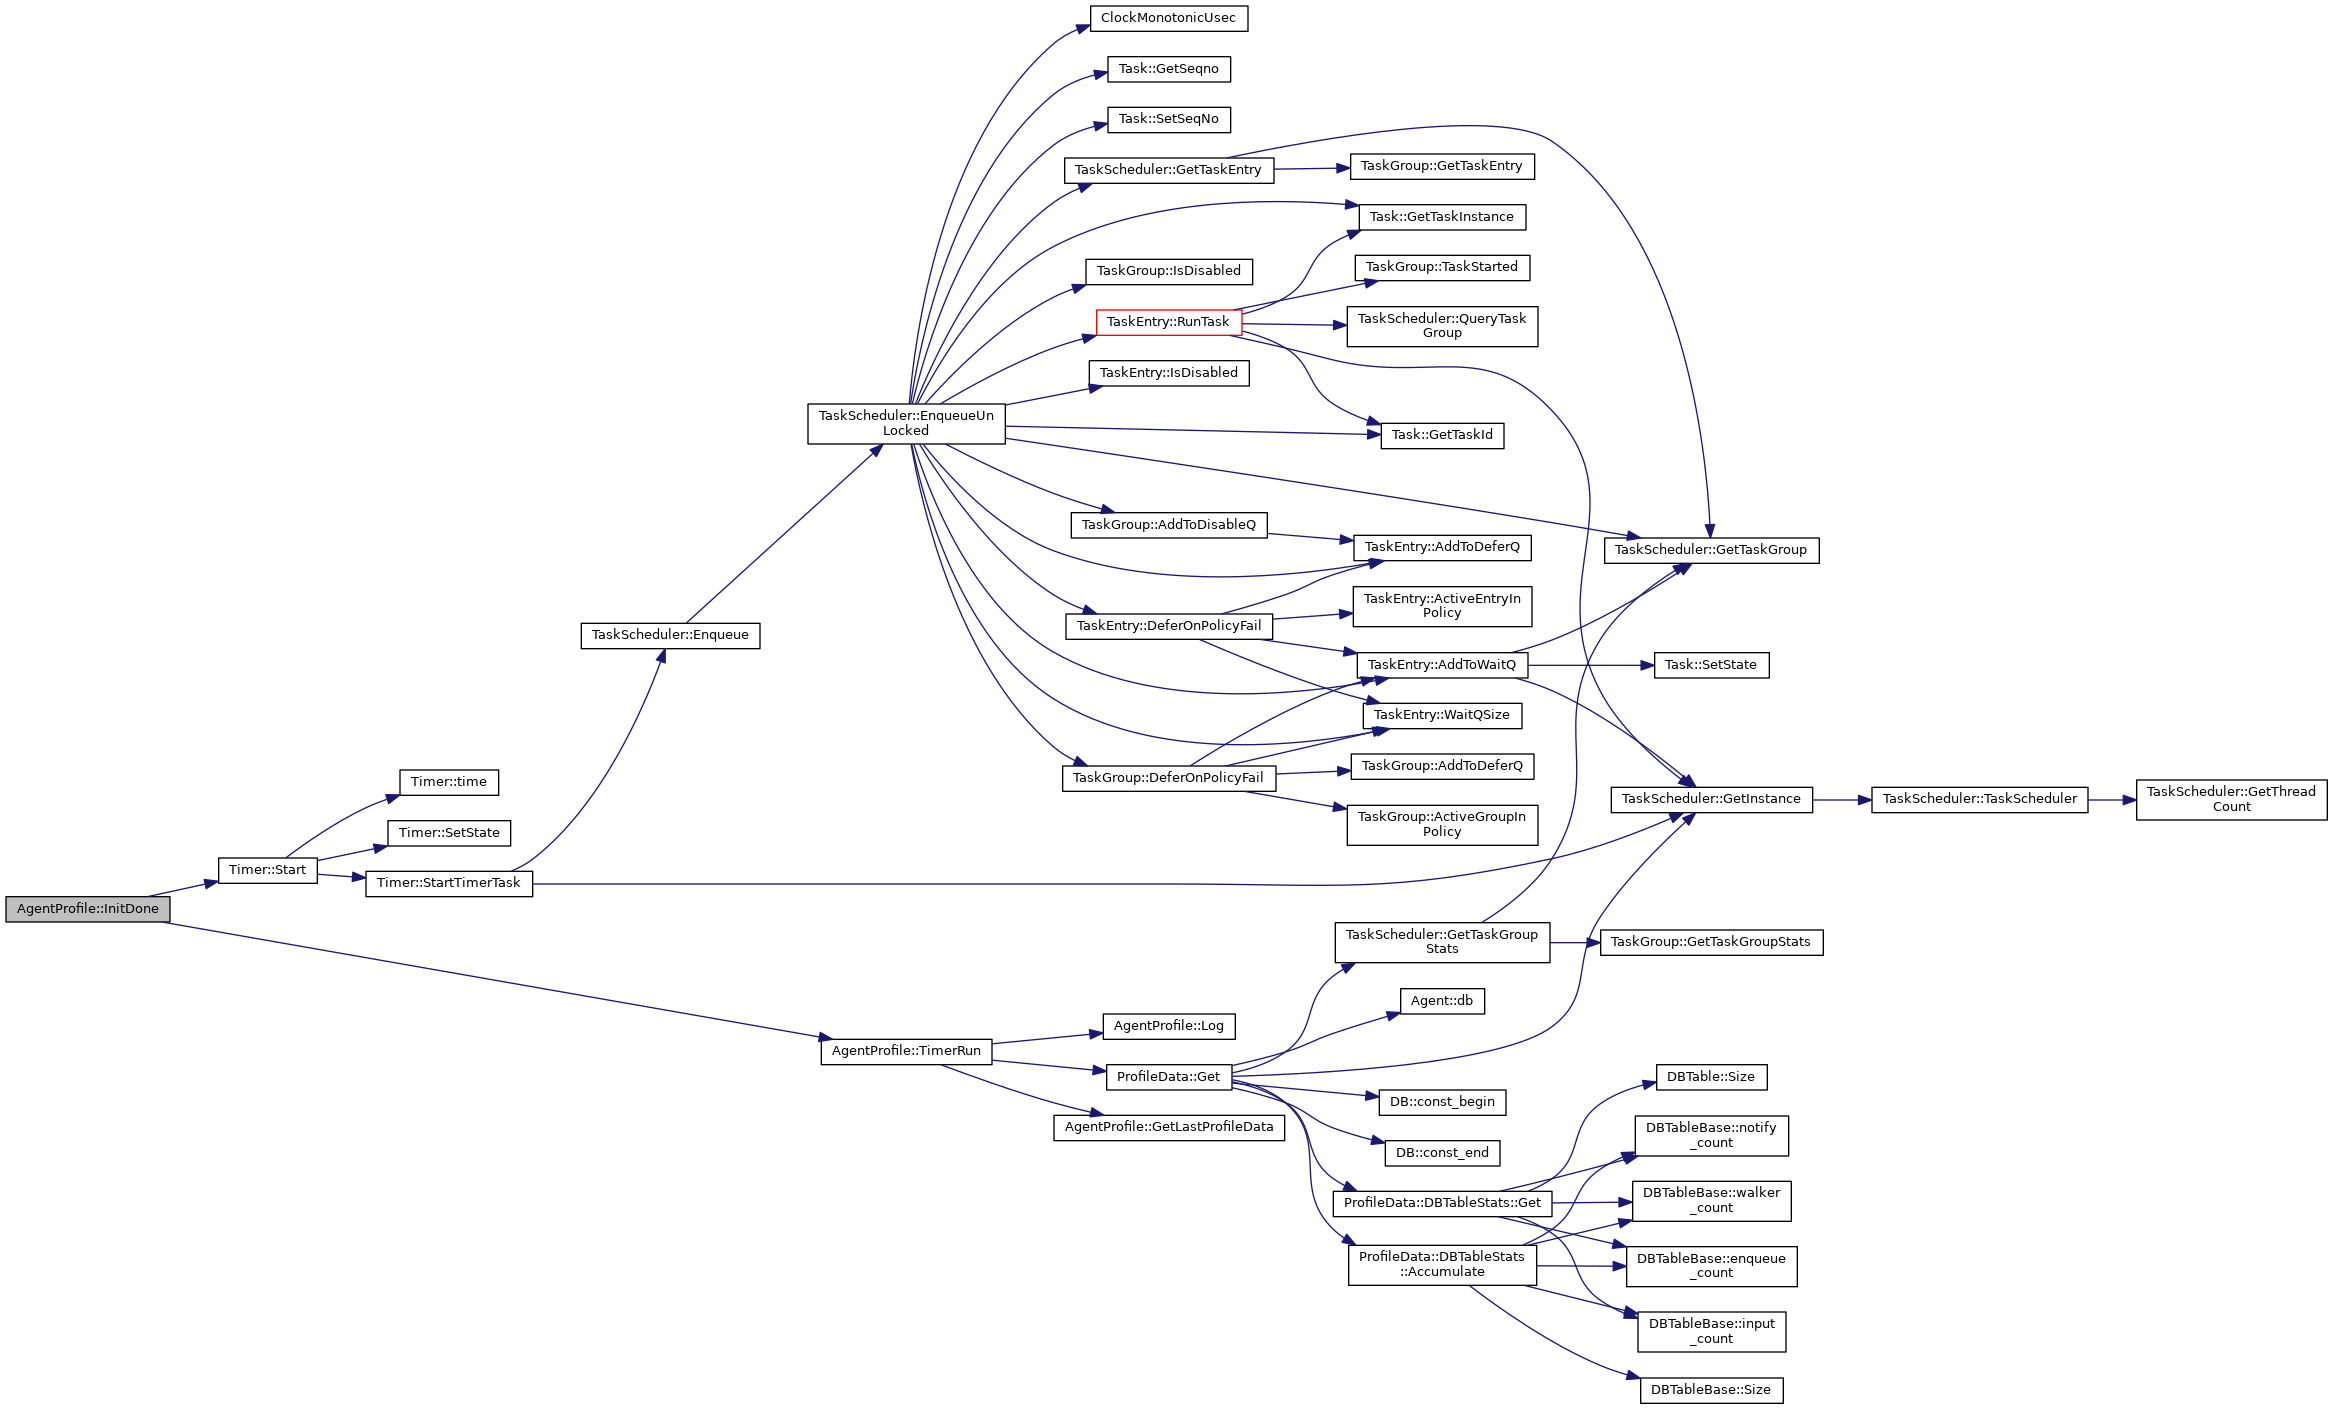 ClockMonotonicUsec
Task::GetSeqno
Task::SetSeqNo
TaskScheduler::GetTaskEntry
TaskGroup::GetTaskEntry
Task::GetTaskInstance
TaskGroup::IsDisabled
TaskGroup::TaskStarted
TaskEntry::RunTask
TaskScheduler::QueryTask
Group
TaskEntry::IsDisabled
TaskScheduler::EnqueueUn
Locked
Task::GetTaskId
TaskGroup::AddToDisableQ
TaskEntry::AddToDeferQ
TaskScheduler::GetTaskGroup
TaskEntry::ActiveEntryIn
Policy
TaskEntry::DeferOnPolicyFail
TaskScheduler::Enqueue
TaskEntry::AddToWaitQ
Task::SetState
TaskEntry::WaitQSize
TaskGroup::DeferOnPolicyFail
TaskGroup::AddToDeferQ
Timer::time
TaskScheduler::GetInstance
TaskScheduler::TaskScheduler
TaskScheduler::GetThread
Count
TaskGroup::ActiveGroupIn
Policy
Timer::SetState
Timer::Start
Timer::StartTimerTask
AgentProfile::InitDone
TaskScheduler::GetTaskGroup
Stats
TaskGroup::GetTaskGroupStats
Agent::db
AgentProfile::Log
AgentProfile::TimerRun
ProfileData::Get
DBTable::Size
DB::const_begin
AgentProfile::GetLastProfileData
DBTableBase::notify
_count
DB::const_end
ProfileData::DBTableStats::Get
DBTableBase::walker
_count
ProfileData::DBTableStats
::Accumulate
DBTableBase::enqueue
_count
DBTableBase::input
_count
DBTableBase::Size